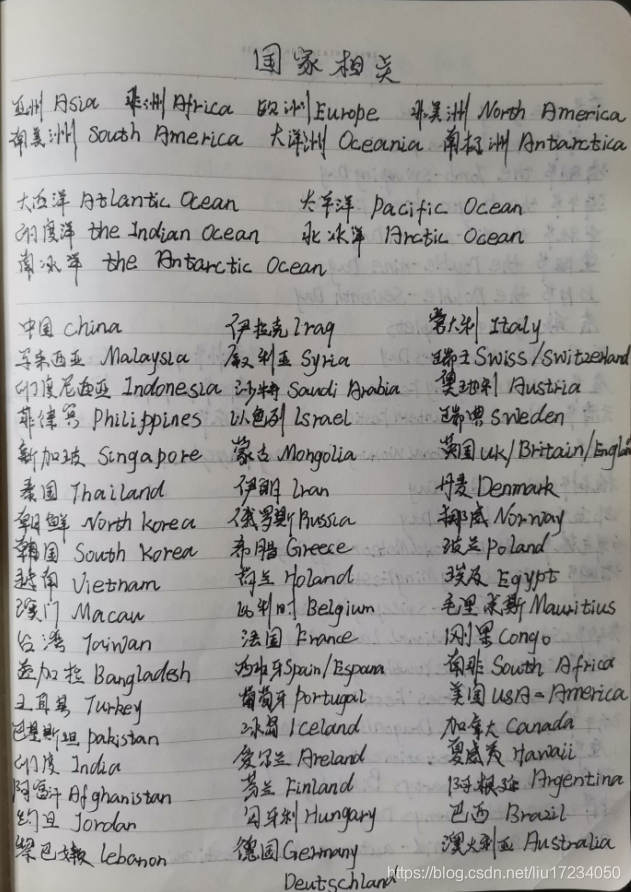 国家相关
亚洲 Asia 非洲 Africa 欧洲 Europe 北美洲 North America
南美洲 South America 大洋洲 Oceania 南极洲 Antarctica
大西洋 Atlantic Ocean 太平洋 Pacific Ocean
印度洋 the Indian Ocean 北冰洋 Arctic Ocean
南冰洋 the Antarctic Ocean
中国 China 伊拉克 Iraq 意大利 Italy
马来西亚 Malaysia 叙利亚 Syria 瑞士 Swiss/Switzerland
印度尼西亚 Indonesia 沙特 Saudi Arabia 奥地利 Austria
菲律宾 Philippines 以色列 Israel 瑞典 Sweden
新加坡 Singapore 蒙古 Mongolia 英国 UK/Britain/Englan
泰国 Thailand 伊朗 Iran 丹麦 Denmark
朝鲜 North Korea 俄罗斯 Russia 挪威 Norway
韩国 South Korea 希腊 Greece 波兰 Poland
越南 Vietnam 荷兰 Holand 埃及 Egypt
澳门 Macau 比利时 Belgium 毛里求斯 Mauritius
台湾 Taiwan 法国 France 刚果 Congo
孟加拉 Bangladesh 西班牙 Spain/Espana 南非 South Africa
土耳其 Turkey 葡萄牙 Portugal 美国 USA = America
巴基斯坦 Pakistan 冰岛 Iceland 加拿大 Canada
印度 India 爱尔兰 Areland 夏威夷 Hawaii
阿富汗 Afghanistan 芬兰 Finland 阿根廷 Argentina
约旦 Jordan 匈牙利 Hungary 巴西 Brazil
黎巴嫩 Lebanon 德国 Germany 澳大利亚 Australia
Deutschland
https://blog.csdn.net/liu17234050